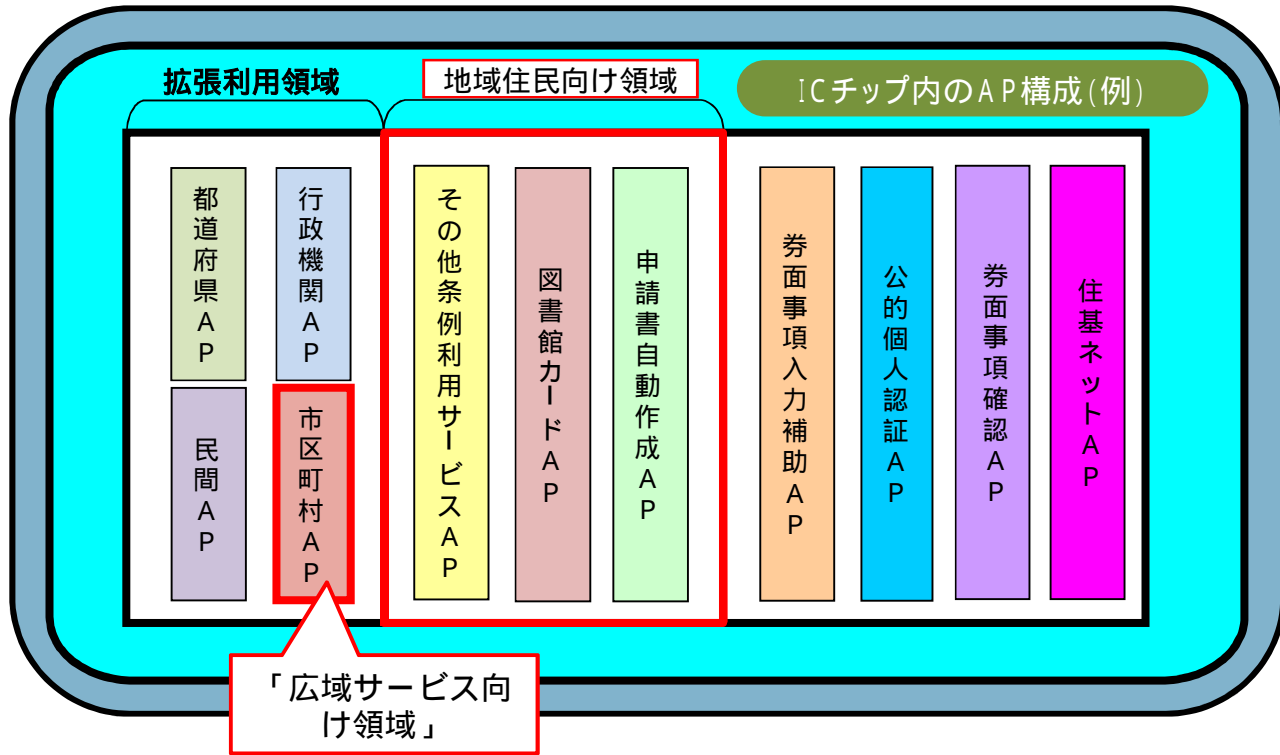 拡張利用領域
地域住民向け領域
ICチップ内のAP構成(例)
都道府県AP
行政機関AP
民間AP
市区町村AP
その他条例利用サービスAP
図書館カードAP
申請書自動作成AP
券面事項入力補助AP
公的個人認証AP
券面事項確認AP
住基ネットAP
「広域サービス向
け領域」